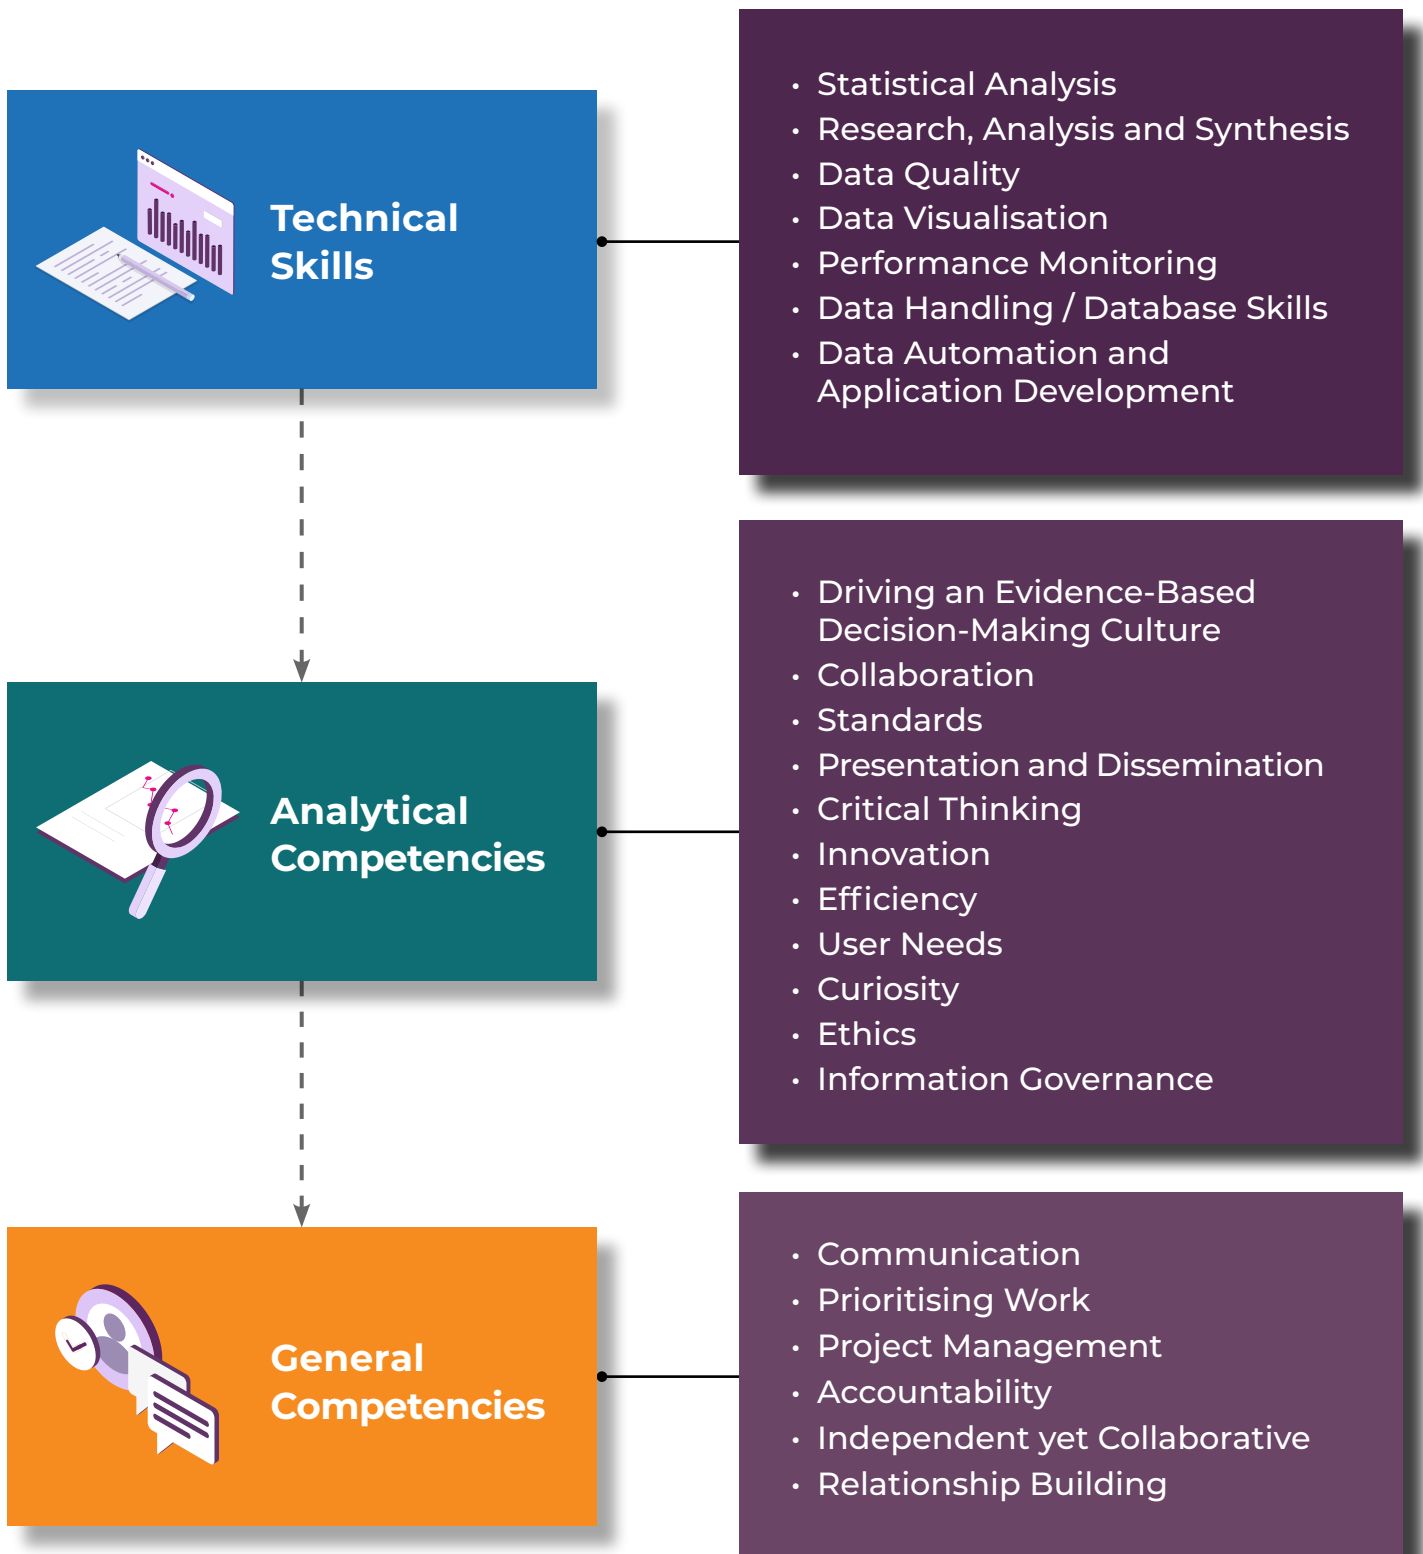 Technical
Skills
• Statistical Analysis
• Research, Analysis and Synthesis
• Data Quality
• Data Visualisation
• Performance Monitoring
• Data Handling / Database Skills
• Data Automation and
Application Development
Analytical
Competencies
• Driving an Evidence-Based
Decision-Making Culture
• Collaboration
• Standards
• Presentation and Dissemination
• Critical Thinking
• Innovation
• Efficiency
• User Needs
• Curiosity
• Ethics
• Information Governance
General
Competencies
• Communication
• Prioritising Work
• Project Management
• Accountability
• Independent yet Collaborative
• Relationship Building